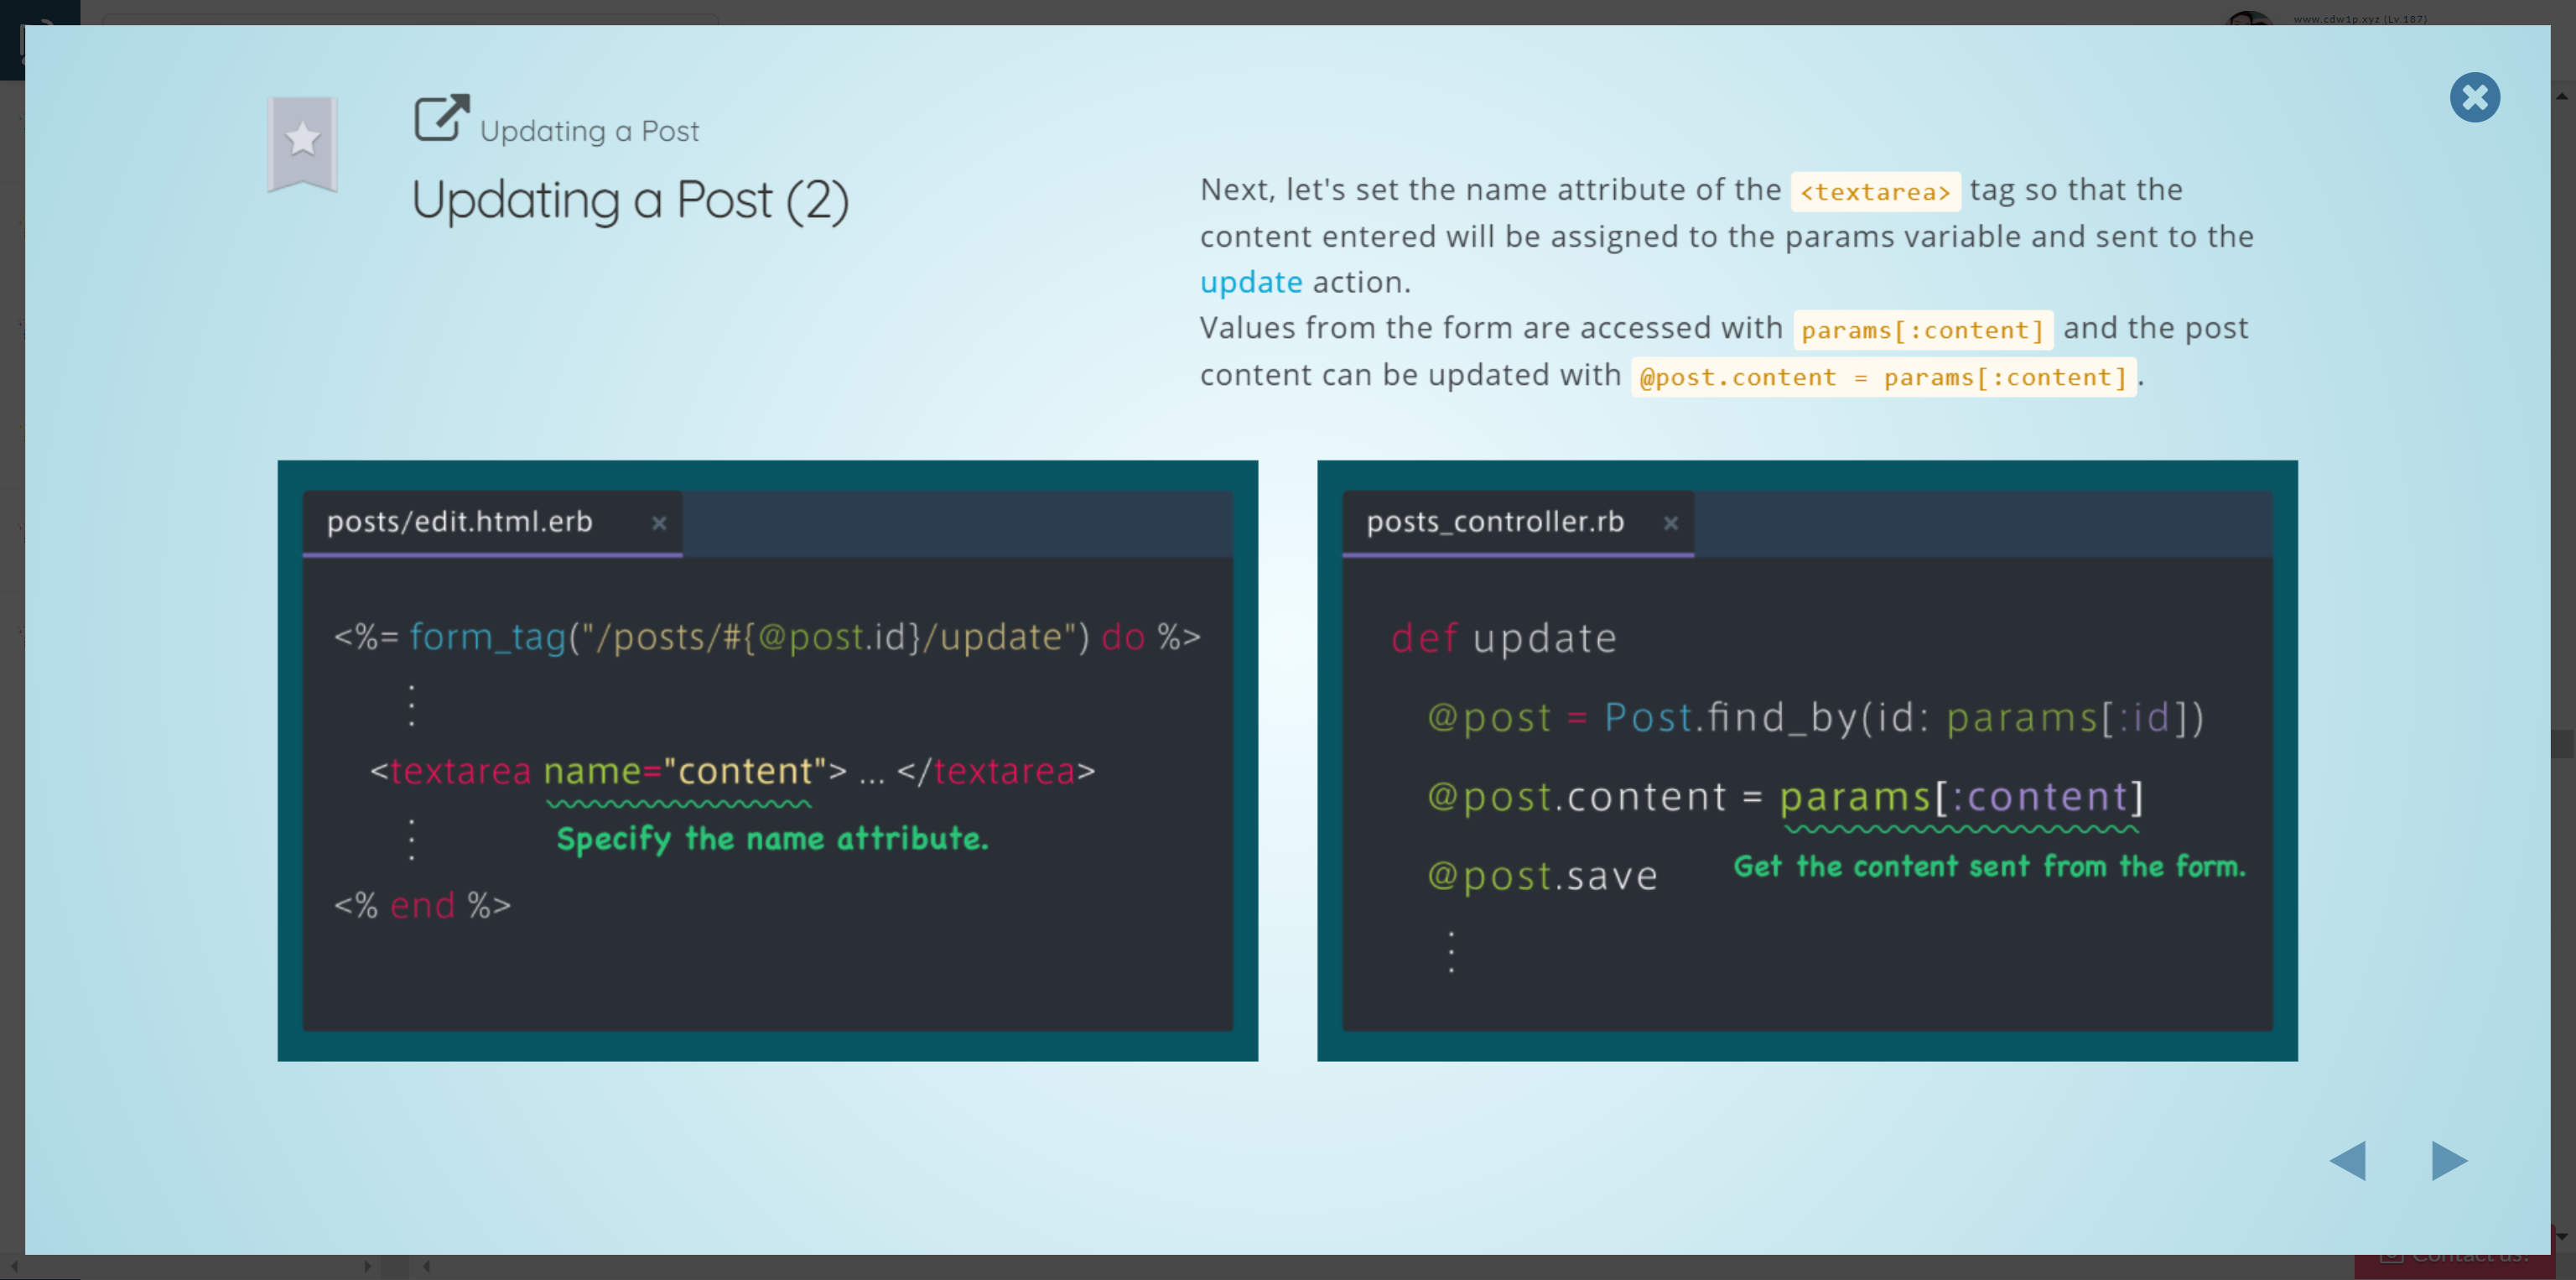 www.cdw1p.xyz (Lv.187)
Updating a Post
Updating a Post (2)
Next, let's set the name attribute of the <textarea> tag so that the
content entered will be assigned to the params variable and sent to the
update action.
Values from the form are accessed with params[:content] and the post
content can be updated with @post.content = params[:content].
posts/edit.html.erb ×
<%= form_tag("/posts/#{@post.id}/update") do %>
<textarea name="content"> ... </textarea>
Specify the name attribute.
<% end %>
posts_controller.rb ×
def update
@post = Post.find_by(id: params[:id])
@post.content = params[:content]
Get the content sent from the form.
@post.save
Contact us!